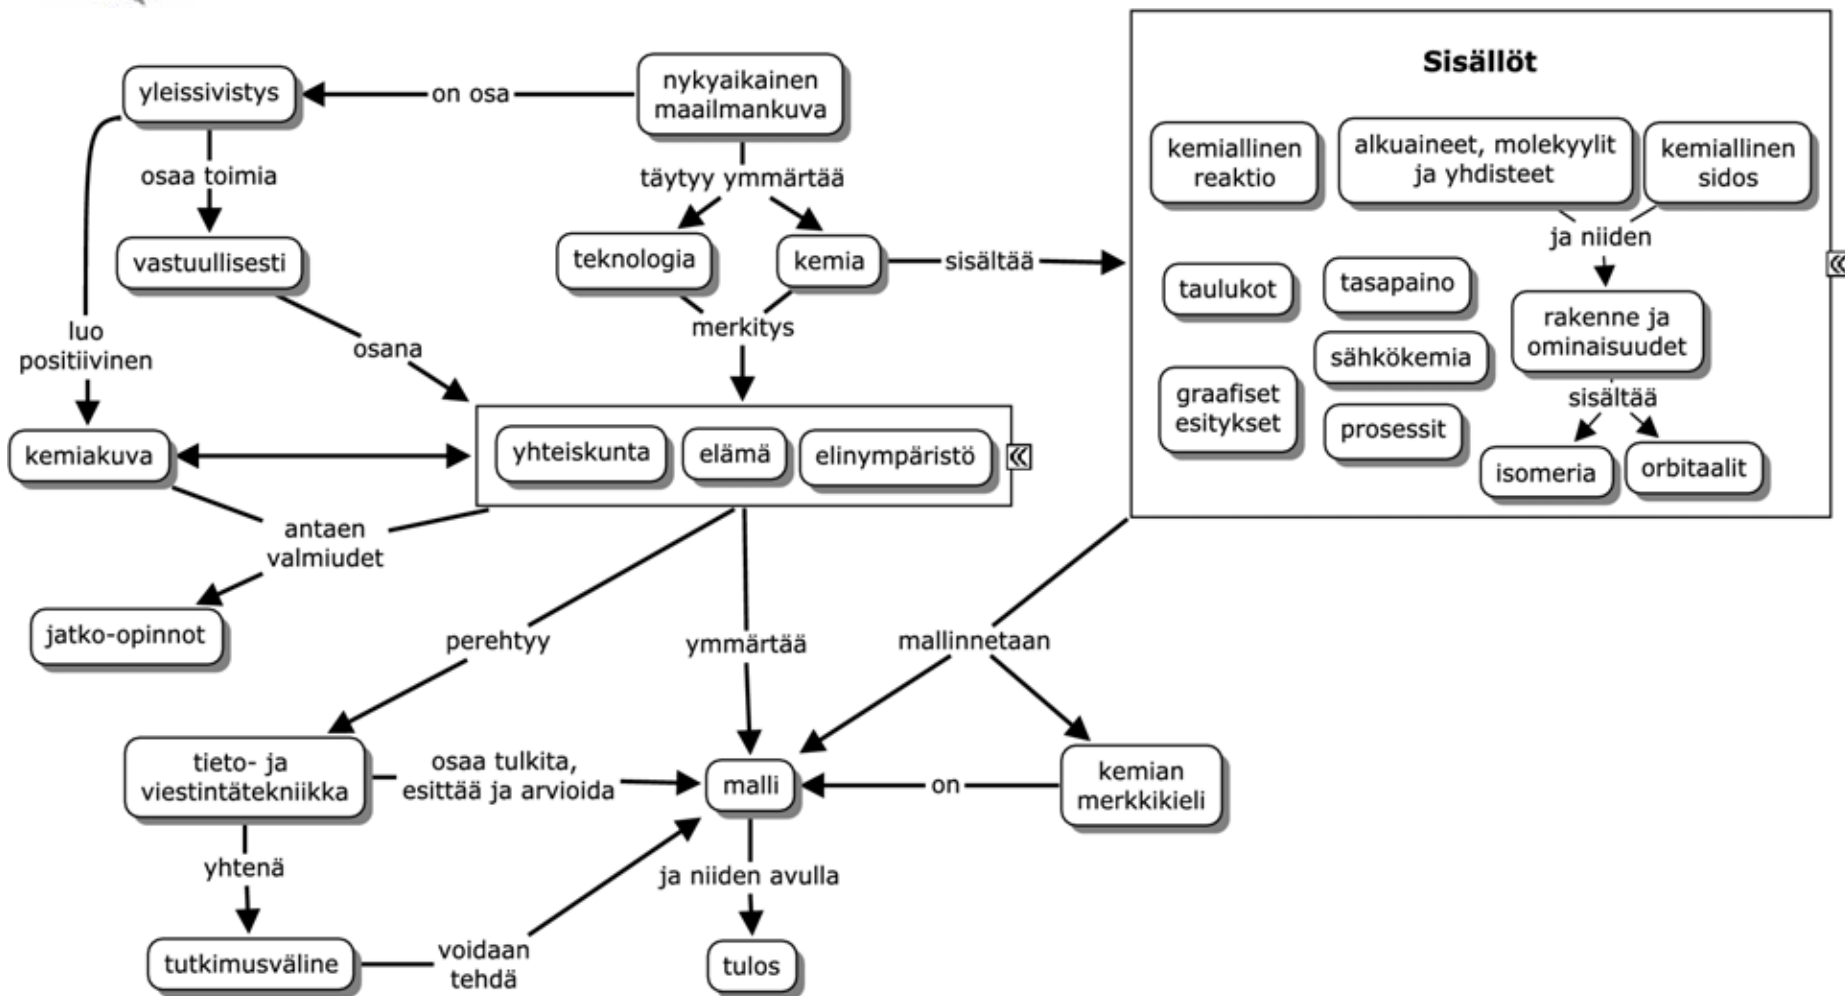 Sisällöt
yleissivistys
on osa
nykyaikainen
maailmankuva
osaa toimia
täytyy ymmärtää
vastuullisesti
teknologia
kemia
sisältää
luo
positiivinen
osana
merkitys
kemiakuva
yhteiskunta
elämä
elinympäristö
antaen
valmiudet
jatko-opinnot
perehtyy
ymmärtää
mallinnetaan
tieto- ja
viestintätekniikka
osaa tulkita,
esittää ja arvioida
malli
on
kemian
merkkikieli
yhtenä
ja niiden avulla
tutkimusväline
voidaan
tehdä
tulos
kemiallinen
reaktio
alkuaineet, molekyylit
ja yhdisteet
kemiallinen
sidos
ja niiden
taulukot
tasapaino
rakenne ja
ominaisuudet
sähkökemia
graafiset
esitykset
prosessit
sisältää
isomeria
orbitaalit